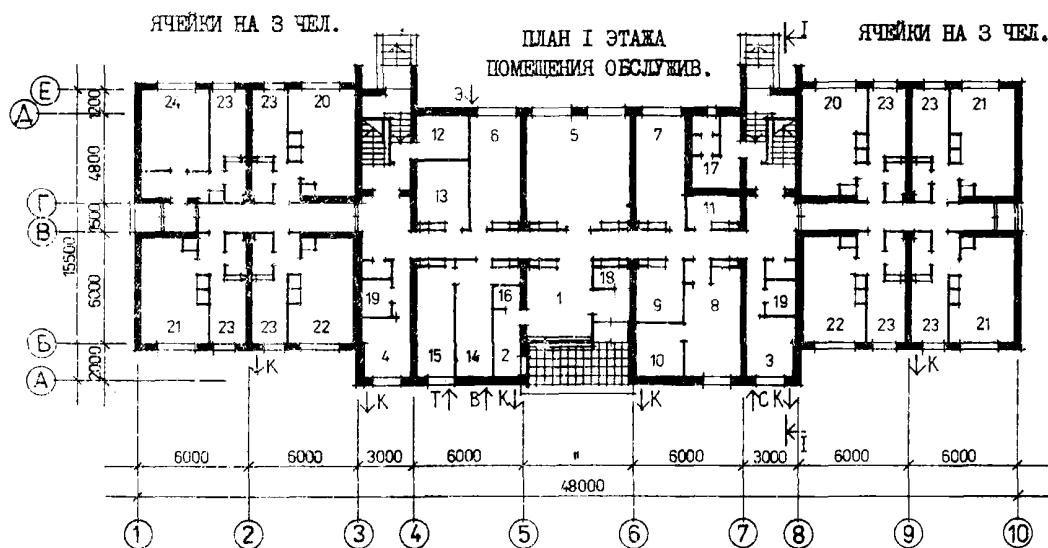 ЯЧЕЙКИ НА 3 ЧЕЛ.
ПЛАН I ЭТАЖА
ПОМЕЩЕНИЯ ОБСЛУЖИВ.
ЯЧЕЙКИ НА 3 ЧЕЛ.
I
Е
Д
Г
В
Б
А
1200
4800
6000
2000
15500
24 23 23 20
Э
12 6 5 7
17
20 23 23 21
13
11
19
16
1
18
9 8
19
21 23 23 22
4
15 14 2
10
3
22 23 23 21
К
К Т В К К С К
К
I
6000 6000 3000 6000 " 6000 3000 6000 6000
48000
1 2 3 4 5 6 7 8 9 10